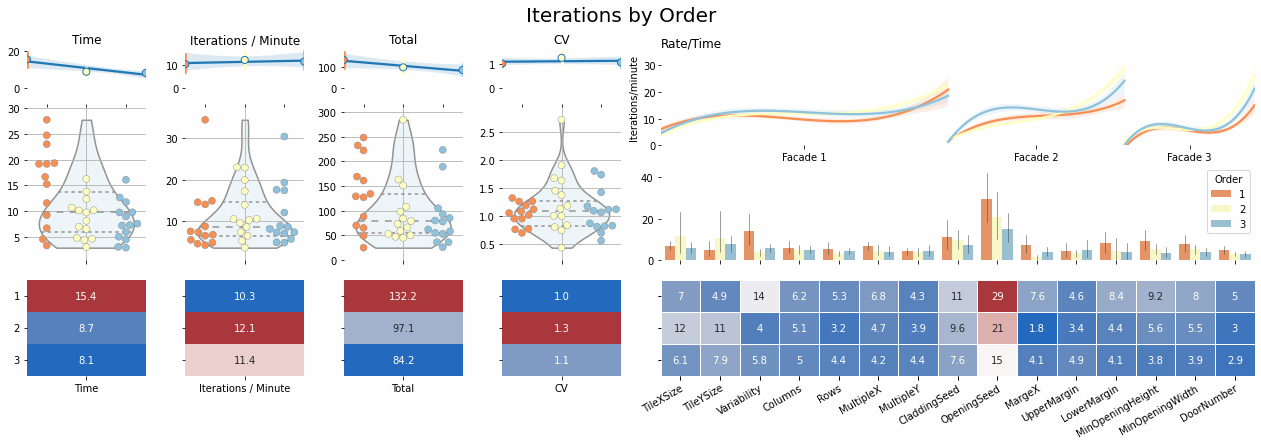 Iterations by Order
Time
Iterations / Minute
Total
CV
Rate/Time
20
0
10
0
100
0
1
0
30
20
10
0
Iterations/minute
Facade 1
Facade 2
Facade 3
30
25
20
15
10
5
30
20
10
250
200
150
100
50
0
2.5
2.0
1.5
1.0
0.5
40
20
0
Order
1
2
3
1 15.4 10.3 132.2 1.0
2 8.7 12.1 97.1 1.3
3 8.1 11.4 84.2 1.1
Time
Iterations / Minute
Total
CV
7 4.9 14 6.2 5.3 6.8 4.3 11 29 7.6 4.6 8.4 9.2 8 5
12 11 4 5.1 3.2 4.7 3.9 9.6 21 1.8 3.4 4.4 5.6 5.5 3
6.1 7.9 5.8 5 4.4 4.2 4.4 7.6 15 4.1 4.9 4.1 3.8 3.9 2.9
TileXSize
TileYSize
Variability
Columns
Rows
MultipleX
MultipleY
CladdingSeed
OpeningSeed
MargeX
UpperMargin
LowerMargin
MinOpeningHeight
MinOpeningWidth
DoorNumber